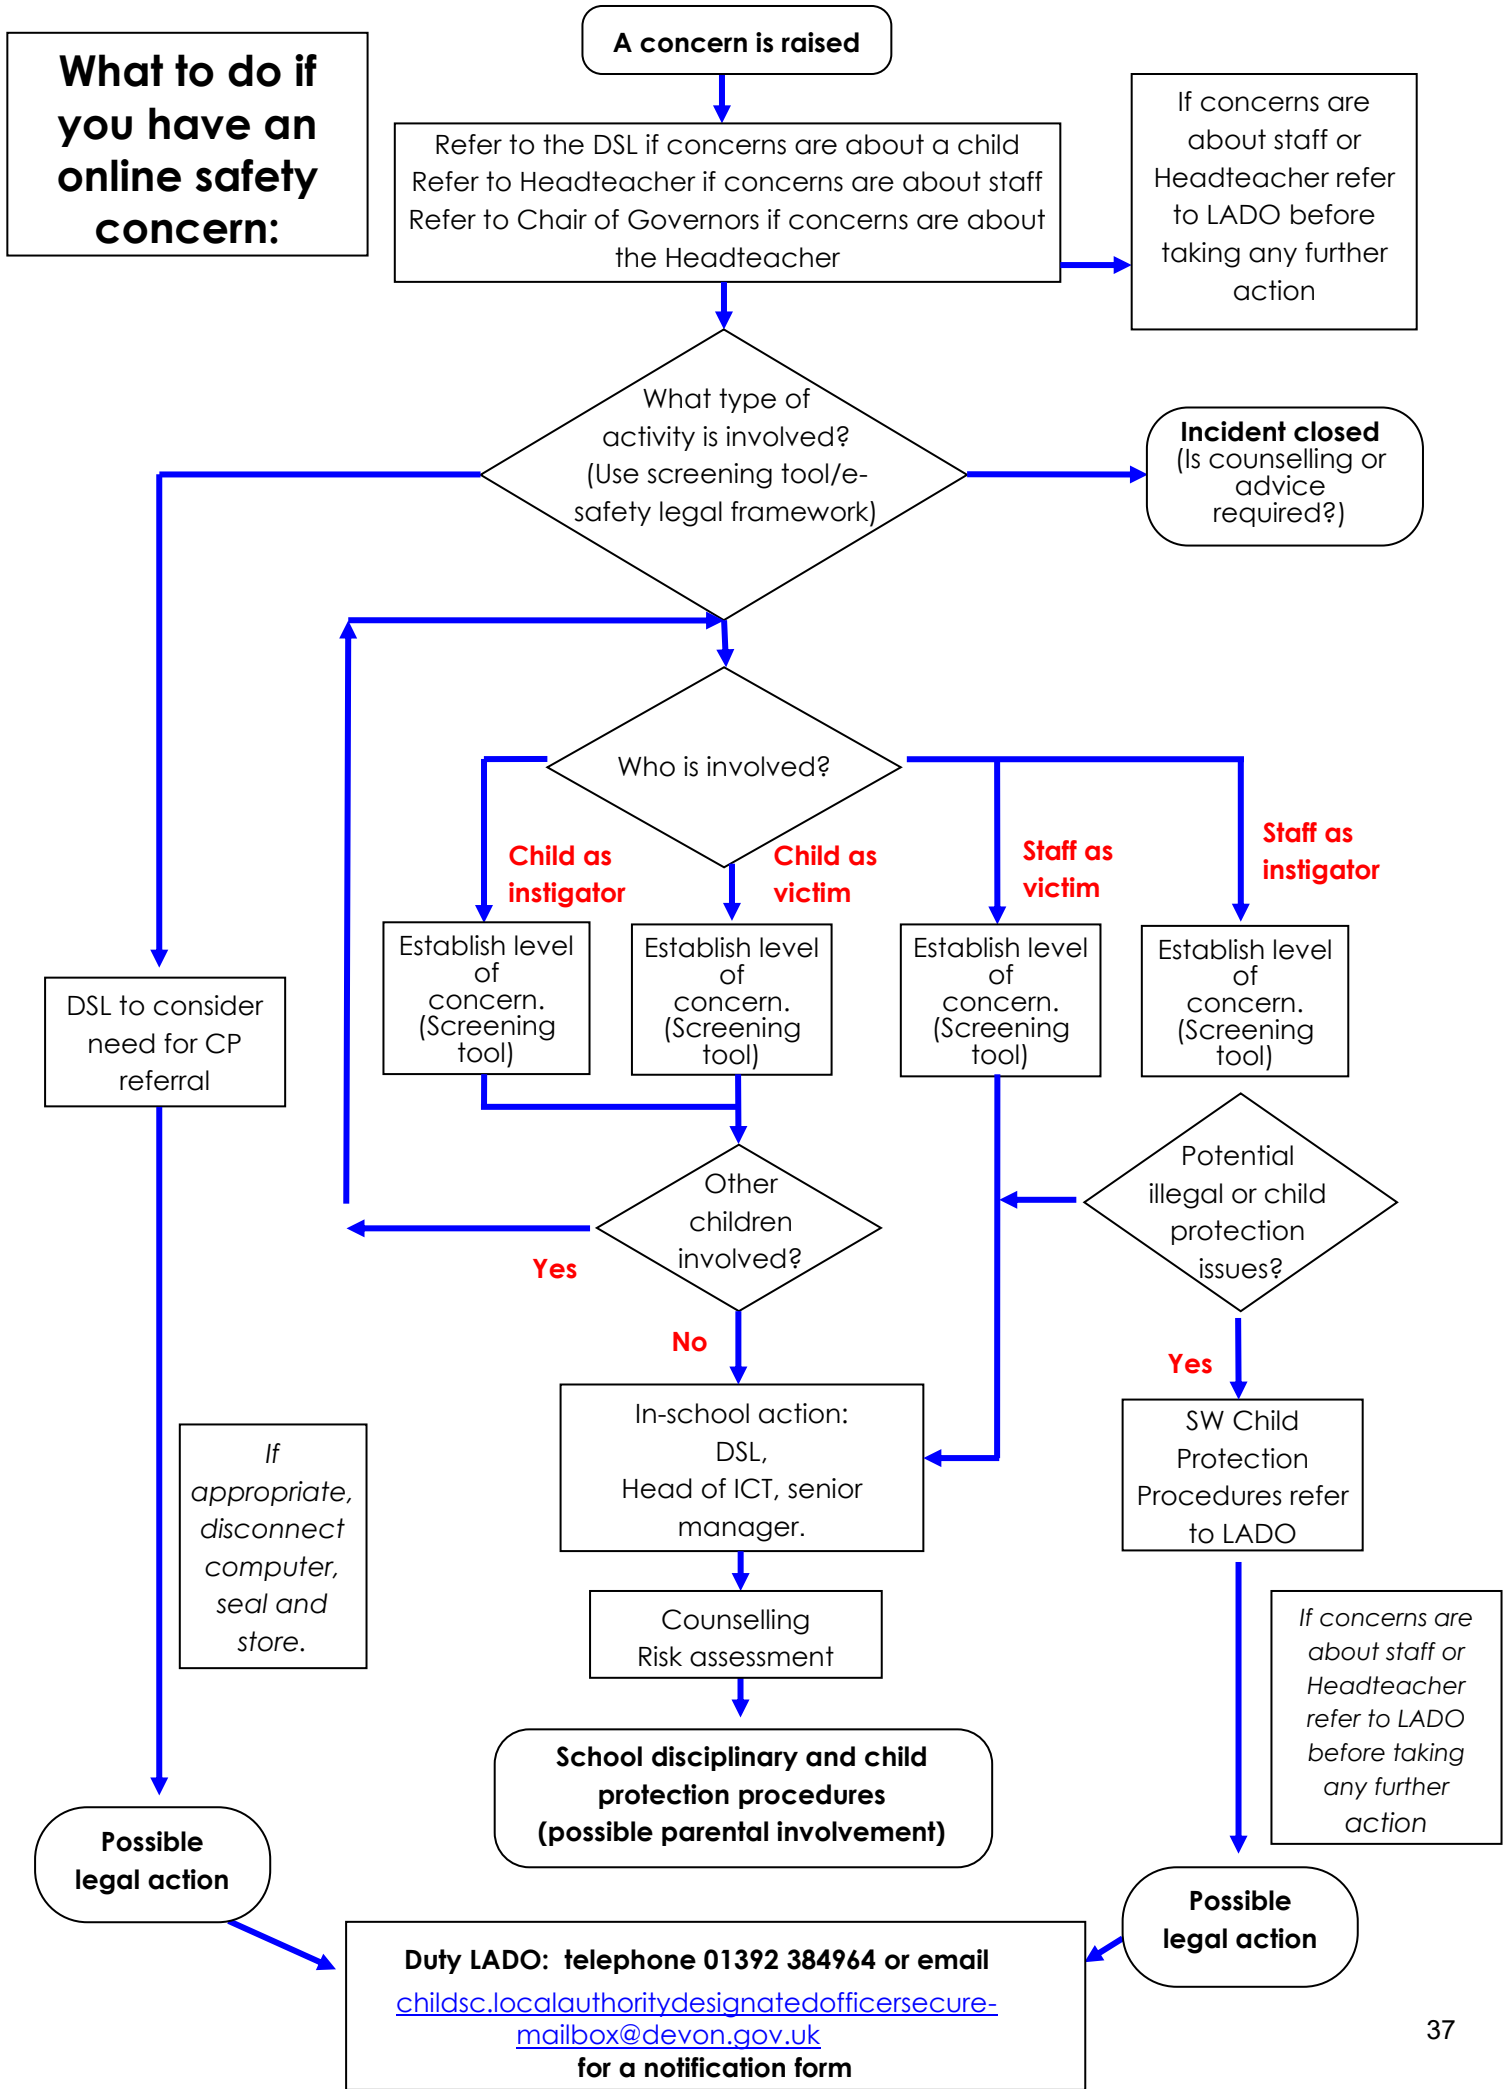 What to do if
you have an
online safety
concern:
A concern is raised
Refer to the DSL if concerns are about a child
Refer to Headteacher if concerns are about staff
Refer to Chair of Governors if concerns are about
the Headteacher
If concerns are
about staff or
Headteacher refer
to LADO before
taking any further
action
What type of
activity is involved?
(Use screening tool/e-
safety legal framework)
Incident closed
(Is counselling or
advice
required?)
Who is involved?
Child as
instigator
Child as
victim
Staff as
victim
Staff as
instigator
Establish level
of
concern.
(Screening
tool)
Establish level
of
concern.
(Screening
tool)
Establish level
of
concern.
(Screening
tool)
Establish level
of
concern.
(Screening
tool)
DSL to consider
need for CP
referral
Other
children
involved?
Potential
illegal or child
protection
issues?
Yes
No
Yes
In-school action:
DSL,
Head of ICT, senior
manager.
SW Child
Protection
Procedures refer
to LADO
If
appropriate,
disconnect
computer,
seal and
store.
Counselling
Risk assessment
If concerns are
about staff or
Headteacher
refer to LADO
before taking
any further
action
School disciplinary and child
protection procedures
(possible parental involvement)
Possible
legal action
Possible
legal action
Duty LADO: telephone 01392 384964 or email
childsc.localauthoritydesignatedofficersecure-
mailbox@devon.gov.uk
for a notification form
37